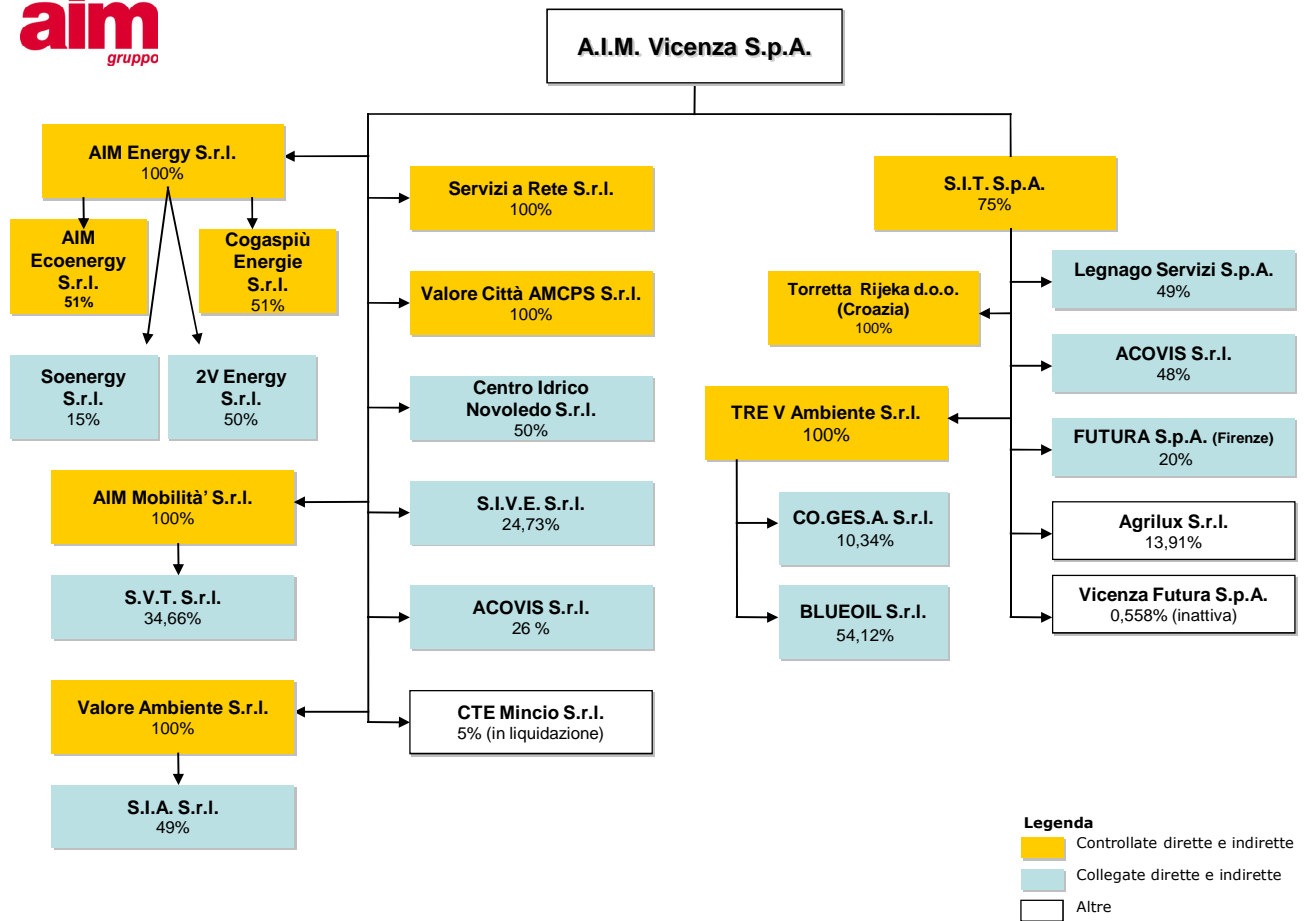 aim
gruppo
A.I.M. Vicenza S.p.A.
AIM Energy S.r.l.
100%
AIM
Ecoenergy
S.r.l.
51%
Cogaspiù
Energie
S.r.l.
51%
Soenergy
S.r.l.
15%
2V Energy
S.r.l.
50%
AIM Mobilità' S.r.l.
100%
S.V.T. S.r.l.
34,66%
Valore Ambiente S.r.l.
100%
S.I.A. S.r.l.
49%
Servizi a Rete S.r.l.
100%
Valore Città AMCPS S.r.l.
100%
Centro Idrico
Novoledo S.r.l.
50%
S.I.V.E. S.r.l.
24,73%
ACOVIS S.r.l.
26 %
CTE Mincio S.r.l.
5% (in liquidazione)
S.I.T. S.p.A.
75%
Torretta Rijeka d.o.o.
(Croazia)
100%
TRE V Ambiente S.r.l.
100%
CO.GES.A. S.r.l.
10,34%
BLUEOIL S.r.l.
54,12%
Legnago Servizi S.p.A.
49%
ACOVIS S.r.l.
48%
FUTURA S.p.A. (Firenze)
20%
Agrilux S.r.l.
13,91%
Vicenza Futura S.p.A.
0,558% (inattiva)
Legenda
Controllate dirette e indirette
Collegate dirette e indirette
Altre